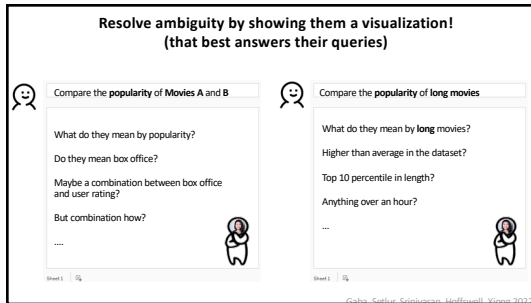 Resolve ambiguity by showing them a visualization!
(that best answers their queries)
Compare the popularity of Movies A and B
What do they mean by popularity?
Do they mean box office?
Maybe a combination between box office
and user rating?
But combination how?
....
Sheet 1
Compare the popularity of long movies
What do they mean by long movies?
Higher than average in the dataset?
Top 10 percentile in length?
Anything over an hour?
...
Sheet 1
Gaba, Setlur, Srinivasan, Hoffswell, Xiong